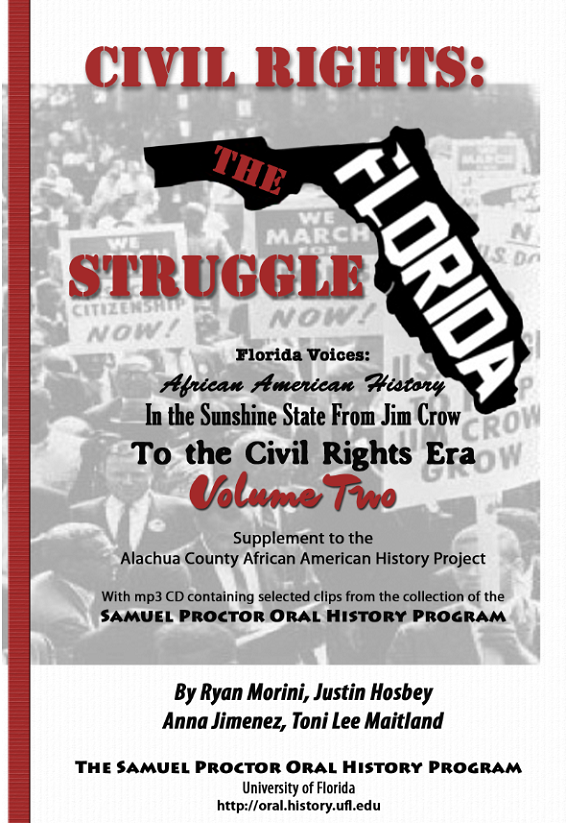 CIVIL RIGHTS:
THE
FLORIDA
STRUGGLE
WE MARCH
U.S. DO
WE
CITIZENSHIP
NOW!
WE
MARCH
FOR
NOW!
Florida Voices:
African American History
In the Sunshine State From Jim Crow
To the Civil Rights Era
Volume Two
CROW
GROW
Supplement to the
Alachua County African American History Project
With mp3 CD containing selected clips from the collection of the
SAMUEL PROCTOR ORAL HISTORY PROGRAM
By Ryan Morini, Justin Hosbey
Anna Jimenez, Toni Lee Maitland
THE SAMUEL PROCTOR ORAL HISTORY PROGRAM
University of Florida
http://oral.history.ufl.edu